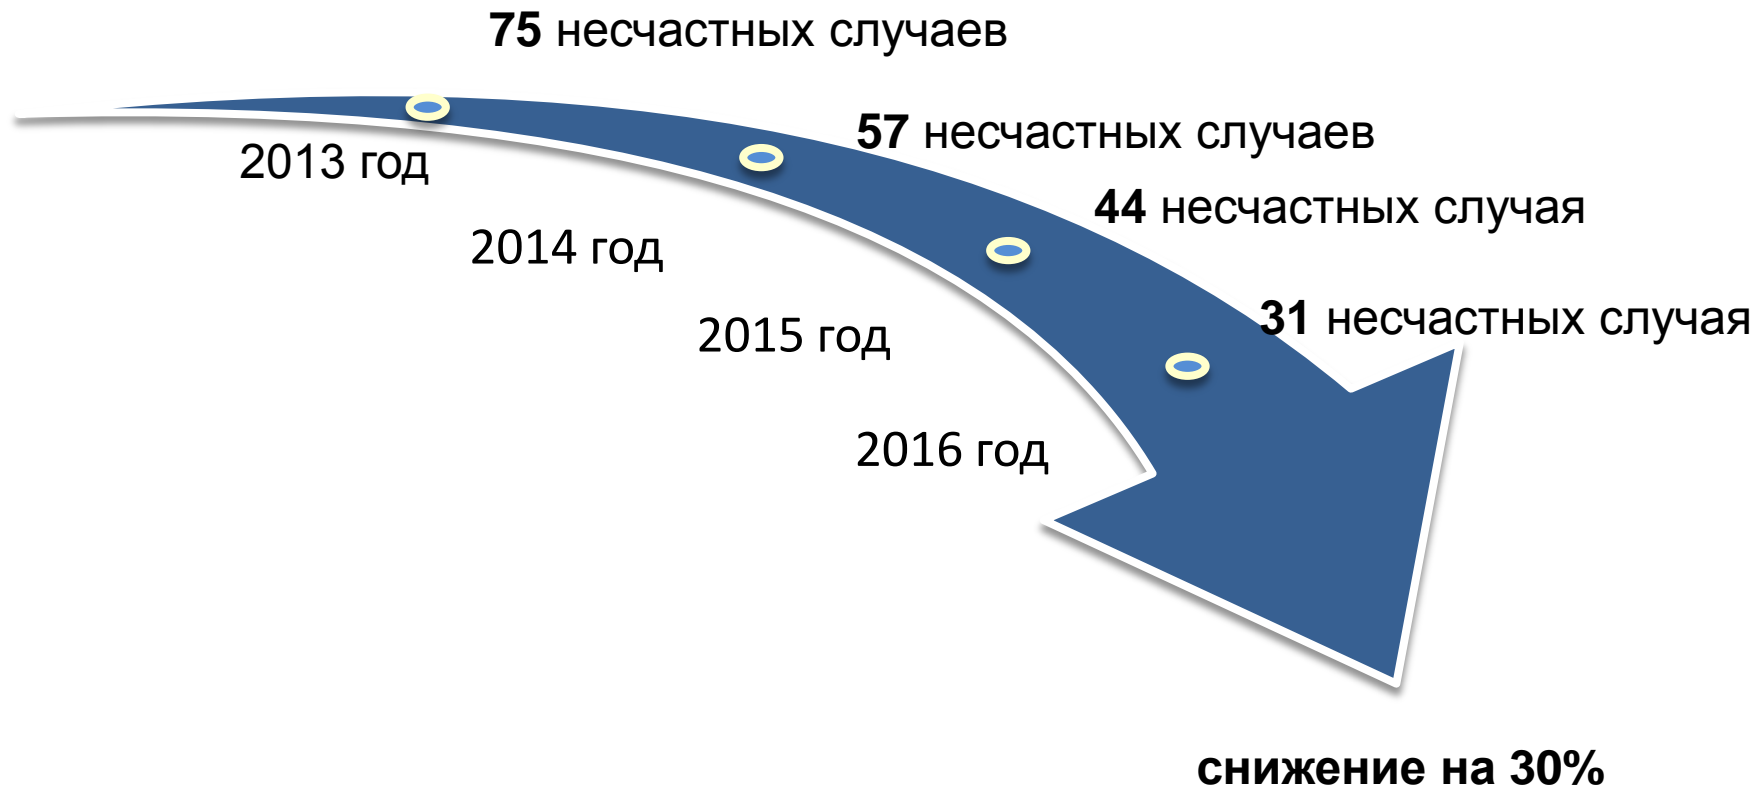 75 несчастных случаев
57 несчастных случаев
2013 год
44 несчастных случая
2014 год
31 несчастных случая
2015 год
2016 год
снижение на 30%